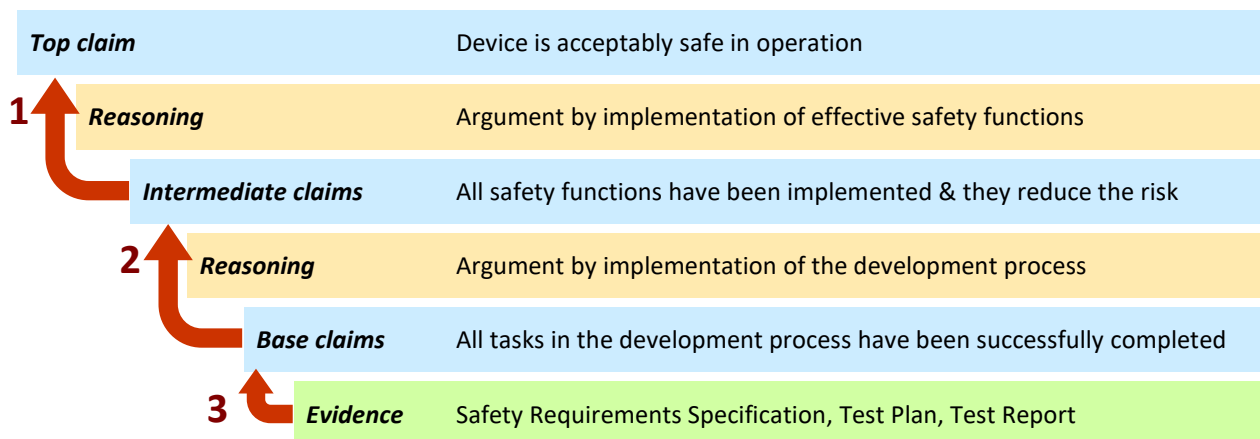 Top claim Device is acceptably safe in operation
1
Reasoning Argument by implementation of effective safety functions
Intermediate claims All safety functions have been implemented & they reduce the risk
2
Reasoning Argument by implementation of the development process
Base claims All tasks in the development process have been successfully completed
3
Evidence Safety Requirements Specification, Test Plan, Test Report